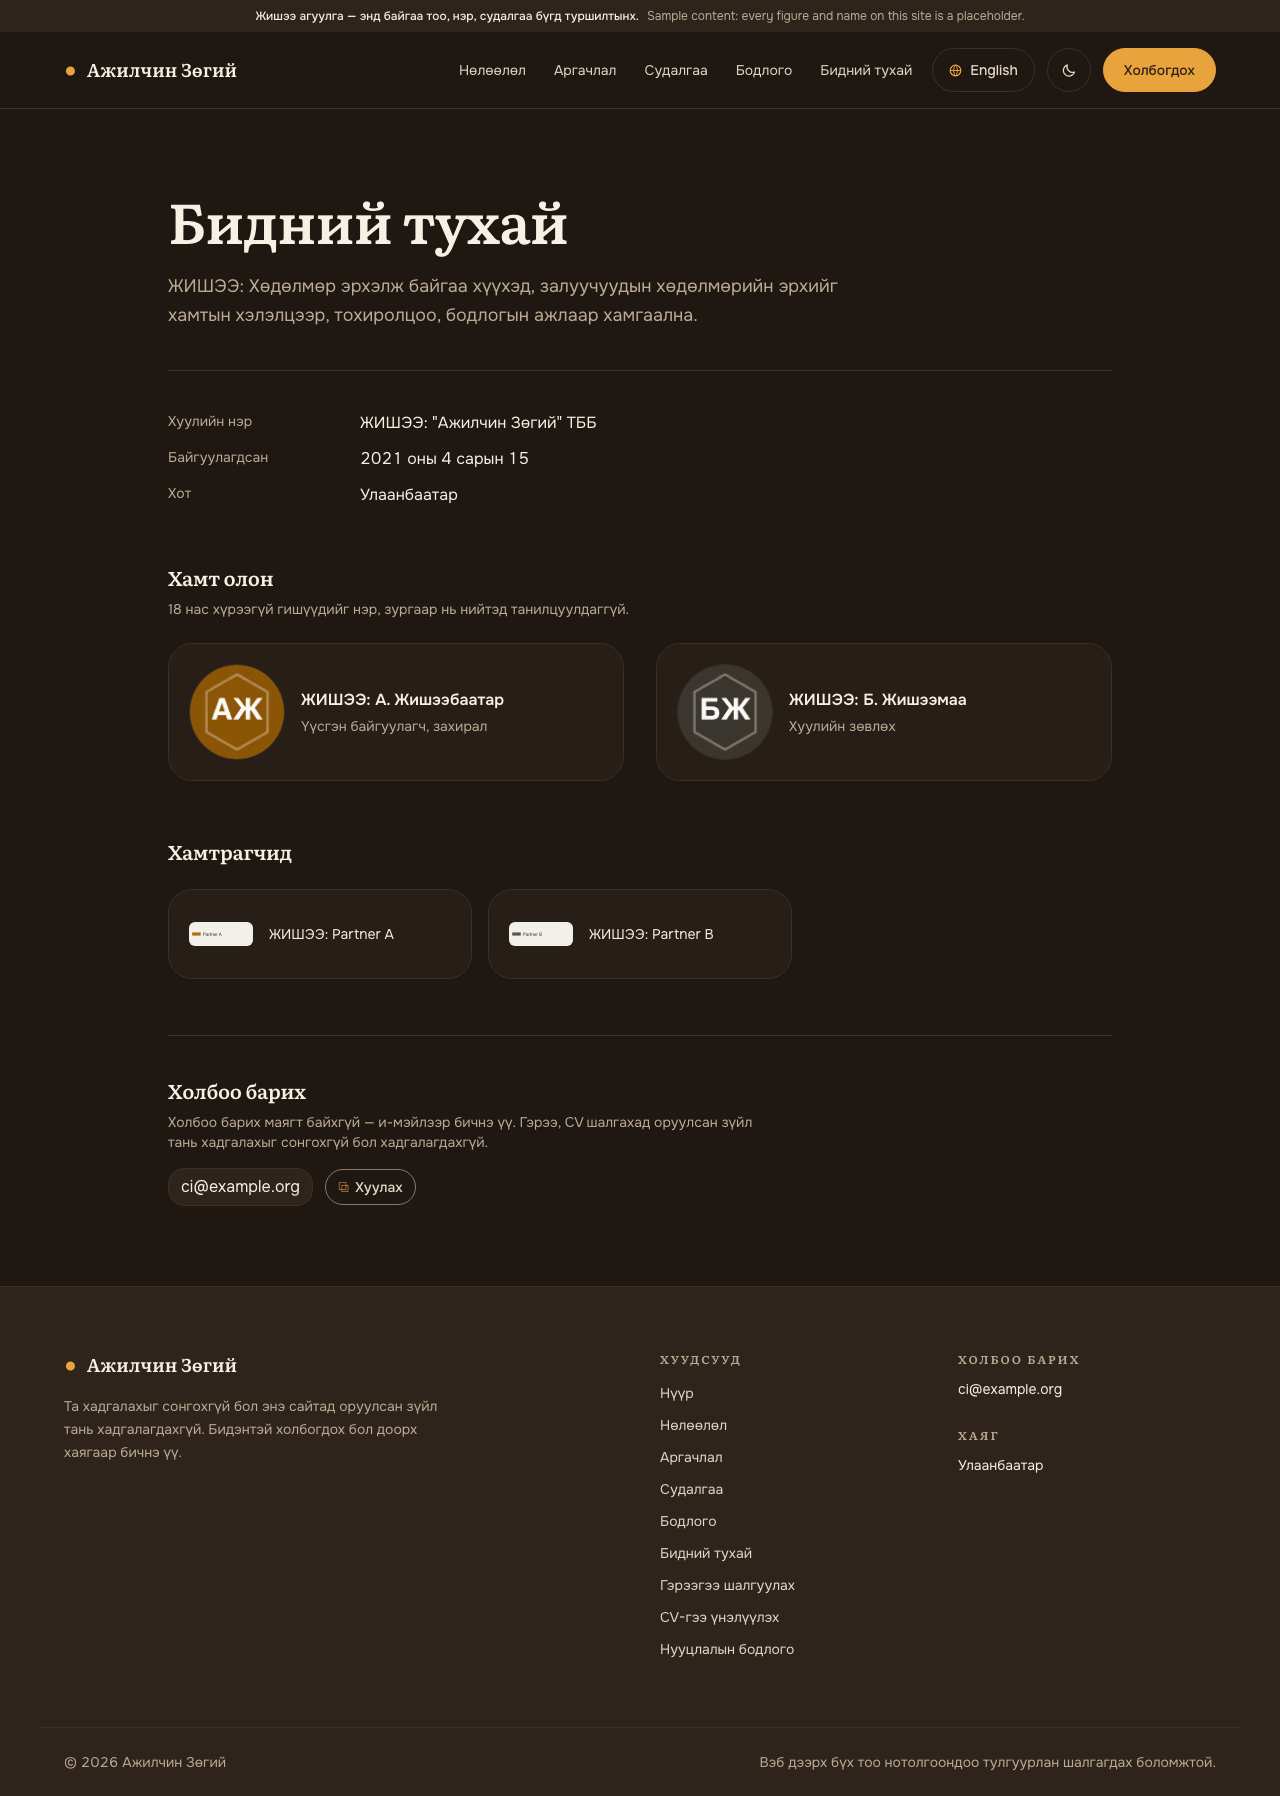 Жишээ агуулга — энд байгаа тоо, нэр, судалгаа бүгд туршилтынх. Sample content: every figure and name on this site is a placeholder.
Ажилчин Зөгий
Нөлөөлөл
Аргачлал
Судалгаа
Бодлого
Бидний тухай
English
Холбогдох
Бидний тухай
ЖИШЭЭ: Хөдөлмөр эрхэлж байгаа хүүхэд, залуучуудын хөдөлмөрийн эрхийг
хамтын хэлэлцээр, тохиролцоо, бодлогын ажлаар хамгаална.
Хуулийн нэр
ЖИШЭЭ: "Ажилчин Зөгий" ТББ
Байгуулагдсан
2021 оны 4 сарын 15
Хот
Улаанбаатар
Хамт олон
18 нас хүрээгүй гишүүдийг нэр, зургаар нь нийтэд танилцуулдаггүй.
АЖ
ЖИШЭЭ: А. Жишээбаатар
Үүсгэн байгуулагч, захирал
БЖ
ЖИШЭЭ: Б. Жишээмаа
Хуулийн зөвлөх
Хамтрагчид
Partner A
ЖИШЭЭ: Partner A
Partner B
ЖИШЭЭ: Partner B
Холбоо барих
Холбоо барих маягт байхгүй — и-мэйлээр бичнэ үү. Гэрээ, CV шалгахад оруулсан зүйл
тань хадгалахыг сонгохгүй бол хадгалагдахгүй.
ci@example.org
Хуулах
Ажилчин Зөгий
Та хадгалахыг сонгохгүй бол энэ сайтад оруулсан зүйл
тань хадгалагдахгүй. Бидэнтэй холбогдох бол доорх
хаягаар бичнэ үү.
ХУУДСУУД
Нүүр
Нөлөөлөл
Аргачлал
Судалгаа
Бодлого
Бидний тухай
Гэрээгээ шалгуулах
CV-гээ үнэлүүлэх
Нууцлалын бодлого
ХОЛБОО БАРИХ
ci@example.org
ХАЯГ
Улаанбаатар
© 2026 Ажилчин Зөгий
Вэб дээрх бүх тоо нотолгоондоо тулгуурлан шалгагдах боломжтой.